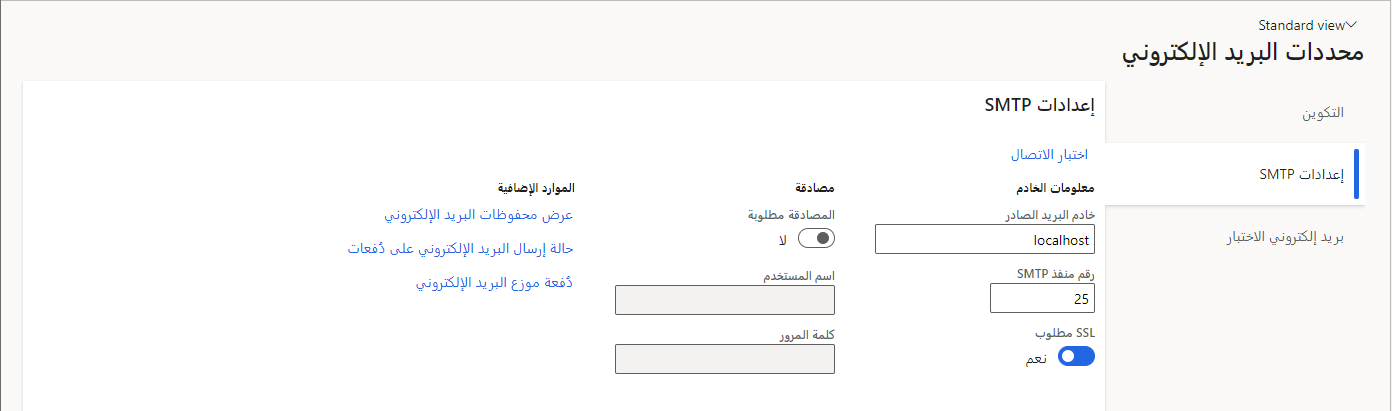 Standard view
محددات البريد الإلكتروني
التكوين
إعدادات SMTP
بريد إلكتروني الاختبار
إعدادات SMTP
اختبار الاتصال
معلومات الخادم
خادم البريد الصادر
localhost
رقم منفذ SMTP
25
SSL مطلوب
نعم
مصادقة
المصادقة مطلوبة
لا
اسم المستخدم
كلمة المرور
الموارد الإضافية
عرض محفوظات البريد الإلكتروني
حالة إرسال البريد الإلكتروني على دُفعات
دُفعة موزع البريد الإلكتروني